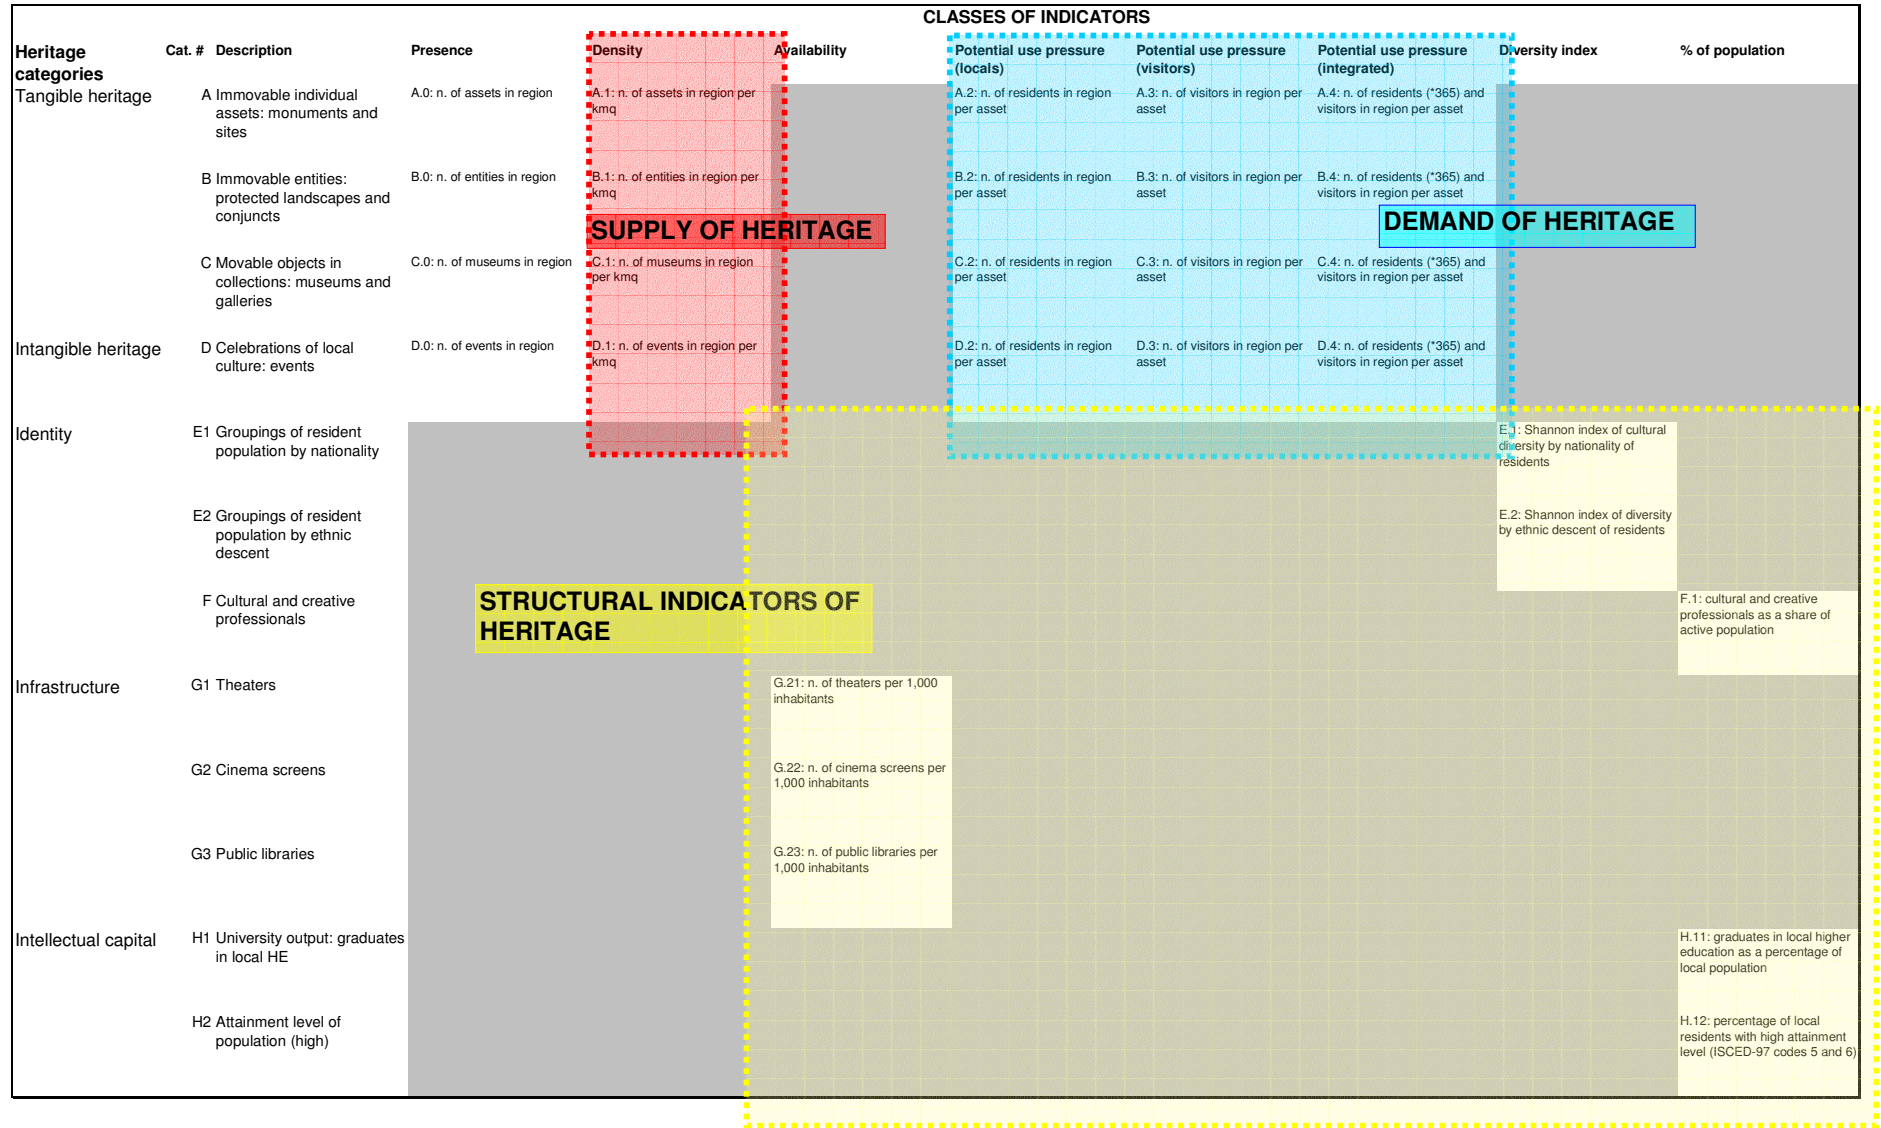 CLASSES OF INDICATORS
Heritage categories Cat. # Description Presence Density Availability Potential use pressure (locals) Potential use pressure (visitors) Potential use pressure (integrated) Diversity index % of population
Tangible heritage
A Immovable individual assets: monuments and sites
A.0: n. of assets in region
A.1: n. of assets in region per kmq
A.2: n. of residents in region per asset
A.3: n. of visitors in region per asset
A.4: n. of residents (*365) and visitors in region per asset
B Immovable entities: protected landscapes and conjuncts
B.0: n. of entities in region
B.1: n. of entities in region per kmq
B.2: n. of residents in region per asset
B.3: n. of visitors in region per asset
B.4: n. of residents (*365) and visitors in region per asset
SUPPLY OF HERITAGE
DEMAND OF HERITAGE
C Movable objects in collections: museums and galleries
C.0: n. of museums in region
C.1: n. of museums in region per kmq
C.2: n. of residents in region per asset
C.3: n. of visitors in region per asset
C.4: n. of residents (*365) and visitors in region per asset
Intangible heritage
D Celebrations of local culture: events
D.0: n. of events in region
D.1: n. of events in region per kmq
D.2: n. of residents in region per asset
D.3: n. of visitors in region per asset
D.4: n. of residents (*365) and visitors in region per asset
Identity
E1 Groupings of resident population by nationality
E.1: Shannon index of cultural diversity by nationality of residents
E2 Groupings of resident population by ethnic descent
E.2: Shannon index of diversity by ethnic descent of residents
STRUCTURAL INDICATORS OF HERITAGE
F Cultural and creative professionals
F.1: cultural and creative professionals as a share of active population
Infrastructure
G1 Theaters
G.21: n. of theaters per 1,000 inhabitants
G2 Cinema screens
G.22: n. of cinema screens per 1,000 inhabitants
G3 Public libraries
G.23: n. of public libraries per 1,000 inhabitants
Intellectual capital
H1 University output: graduates in local HE
H.11: graduates in local higher education as a percentage of local population
H2 Attainment level of population (high)
H.12: percentage of local residents with high attainment level (ISCED-97 codes 5 and 6)